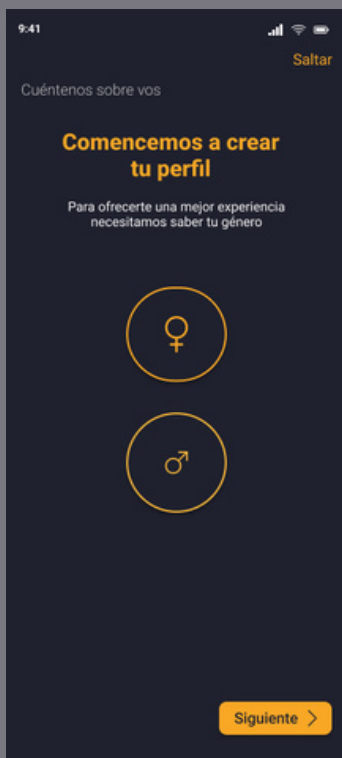 9:41
Saltar
Cuéntenos sobre vos
Comencemos a crear
tu perfil
Para ofrecerte una mejor experiencia
necesitamos saber tu género
Siguiente